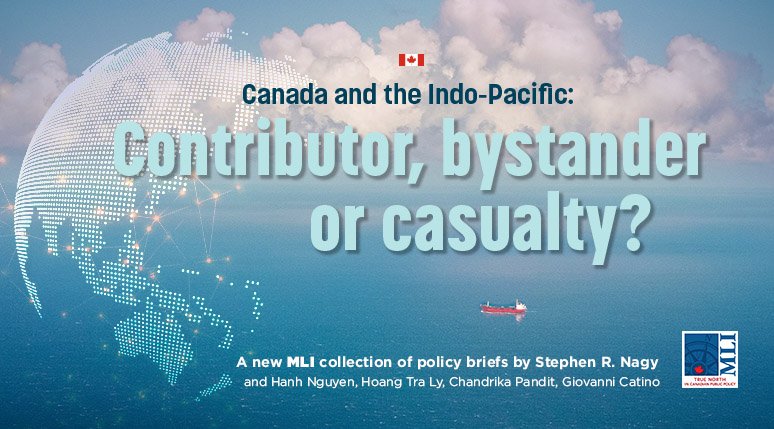 Canada and the Indo-Pacific:
Contributor, bystander
or casualty?
A new MLI collection of policy briefs by Stephen R. Nagy
and Hanh Nguyen, Hoang Tra Ly, Chandrika Pandit, Giovanni Catino
MLI
TRUE NORTH
IN CANADIAN PUBLIC POLICY